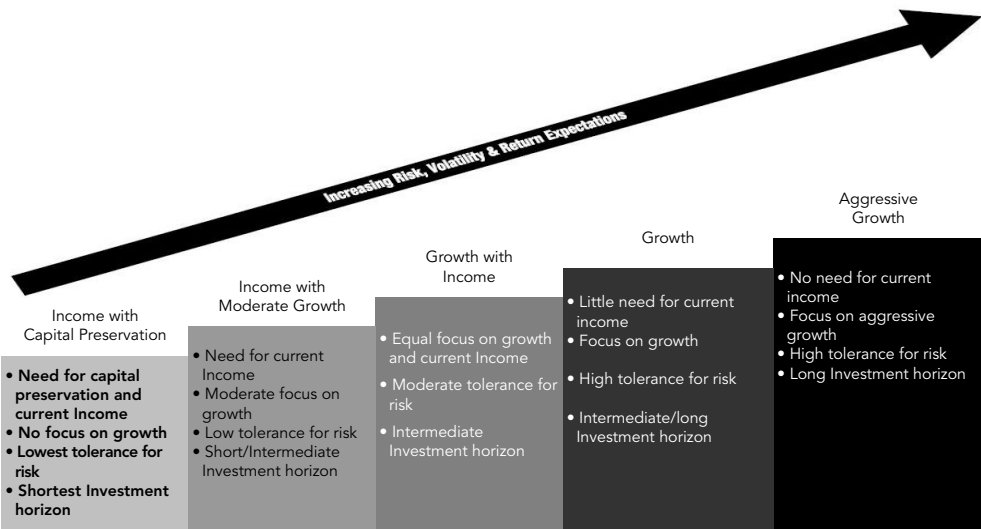 Increasing Risk, Volatility & Return Expectations
Income with
Capital Preservation
• Need for capital
preservation and
current Income
• No focus on growth
• Lowest tolerance for
risk
• Shortest Investment
horizon
Income with
Moderate Growth
• Need for current
Income
• Moderate focus on
growth
• Low tolerance for risk
• Short/Intermediate
Investment horizon
Growth with
Income
• Equal focus on growth
and current Income
• Moderate tolerance for
risk
• Intermediate
Investment horizon
Growth
• Little need for current
income
• Focus on growth
• High tolerance for risk
• Intermediate/long
Investment horizon
Aggressive
Growth
• No need for current
income
• Focus on aggressive
growth
• High tolerance for risk
• Long Investment horizon